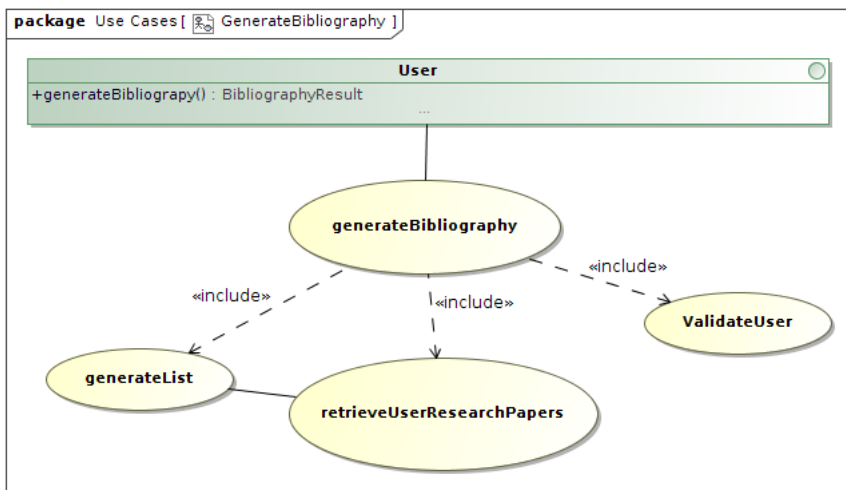 package Use Cases[ GenerateBibliography ]
User
+generateBibliograpy() : BibliographyResult
...
generateBibliography
«include»
«include»
«include»
ValidateUser
generateList
retrieveUserResearchPapers